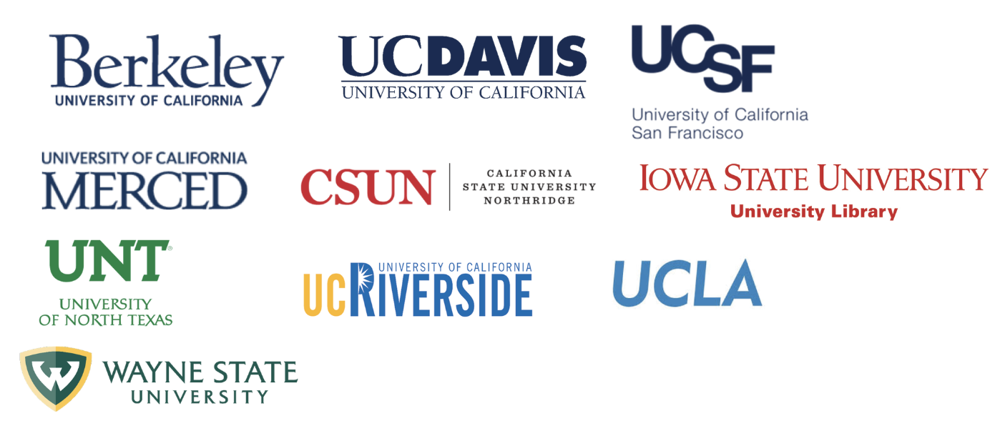 Berkeley
UNIVERSITY OF CALIFORNIA
UCDAVIS
UNIVERSITY OF CALIFORNIA
UCSF
University of California
San Francisco
UNIVERSITY OF CALIFORNIA
MERCED
CSUN
CALIFORNIA
STATE UNIVERSITY
NORTHRIDGE
IOWA STATE UNIVERSITY
University Library
UNT®
UNIVERSITY
OF NORTH TEXAS
UNIVERSITY OF CALIFORNIA
UCRIVERSIDE
UCLA
W
WAYNE STATE
UNIVERSITY